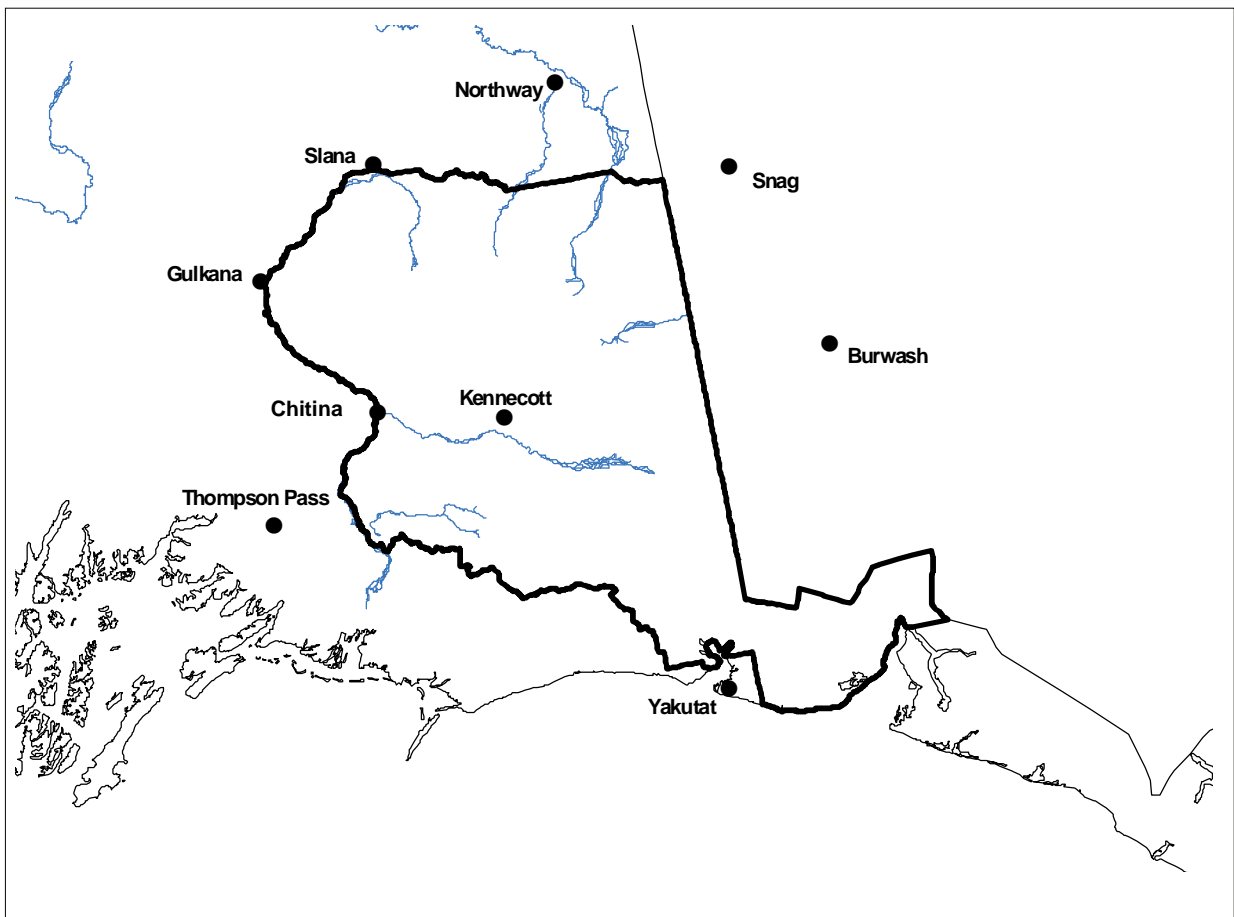 Northway
Slana
Snag
Gulkana
Burwash
Kennecott
Chitina
Thompson Pass
Yakutat